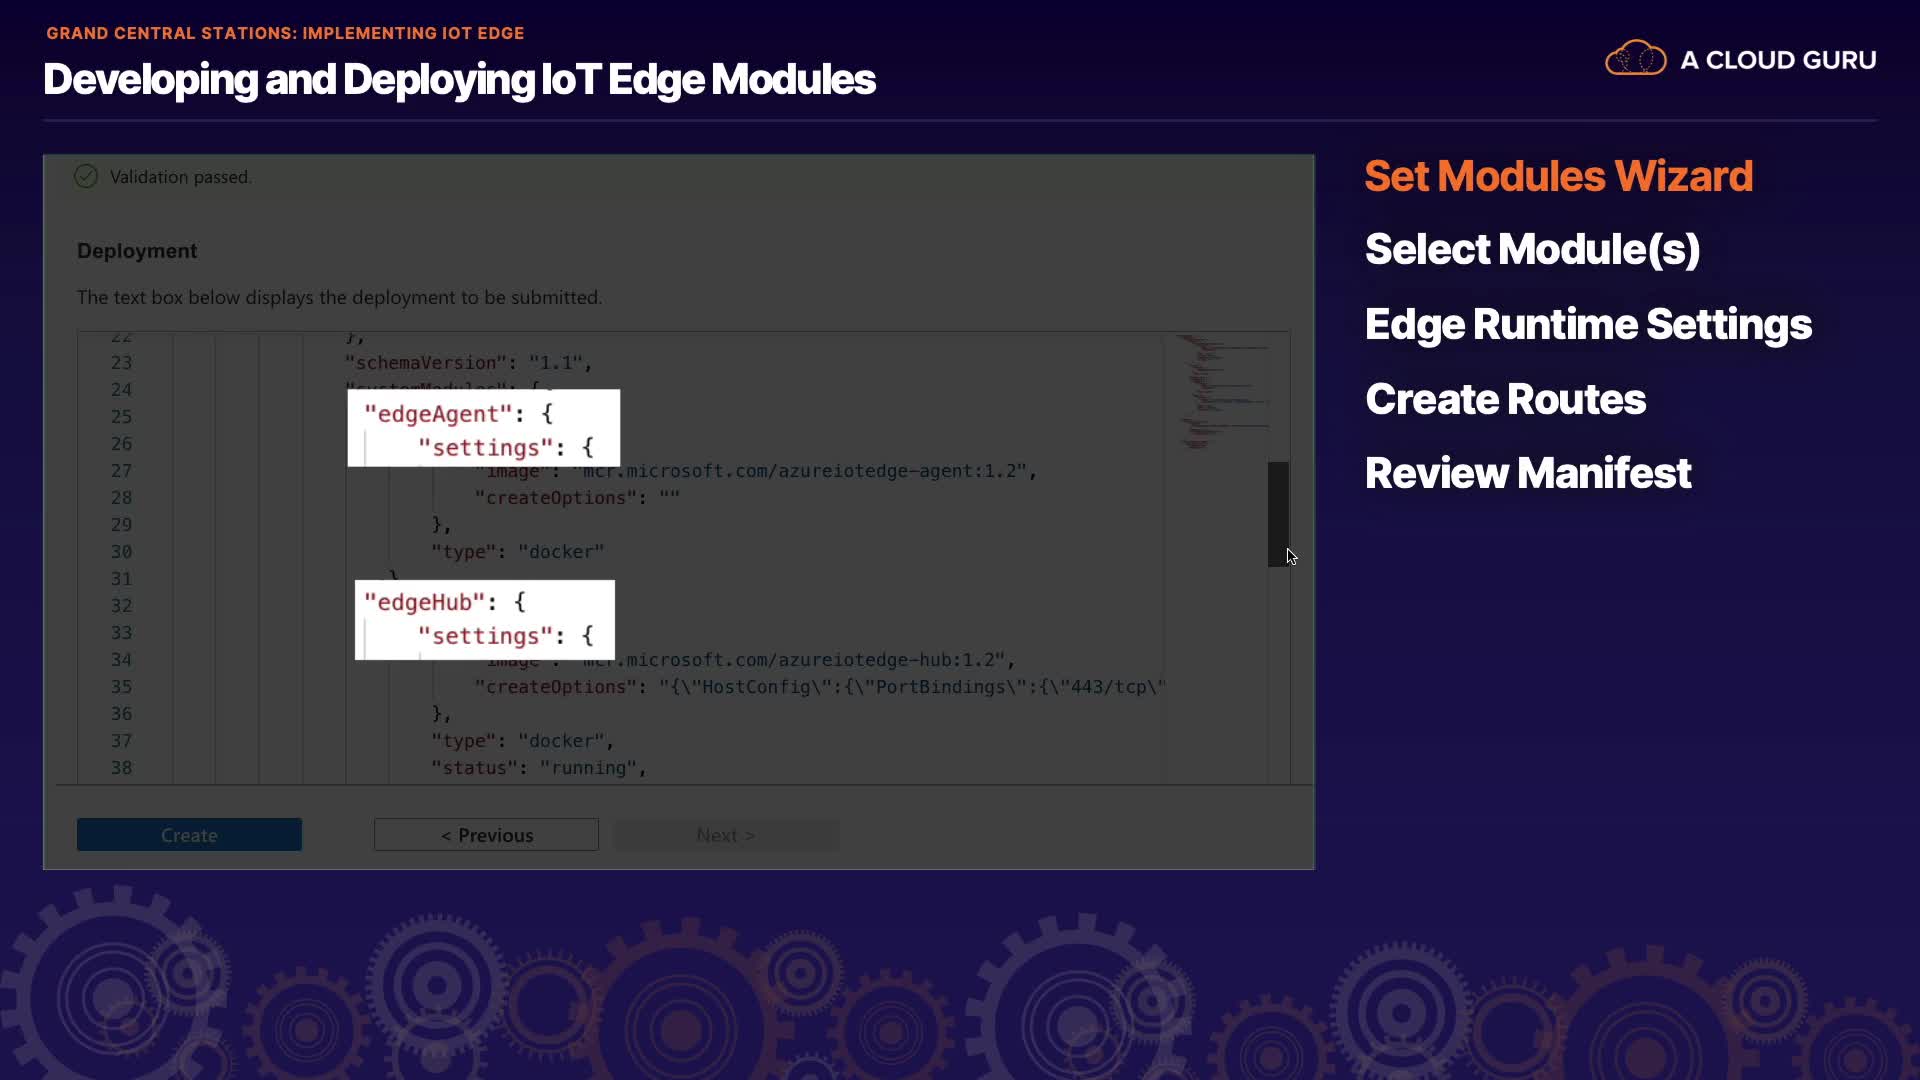 GRAND CENTRAL STATIONS: IMPLEMENTING IOT EDGE
Developing and Deploying IoT Edge Modules
A CLOUD GURU
Validation passed.
Deployment
The text box below displays the deployment to be submitted.
22 },
23 "schemaVersion": "1.1",
24 "systemModules": {
25 "edgeAgent": {
26 "settings": {
27 "image": "mcr.microsoft.com/azureiotedge-agent:1.2",
28 "createOptions": ""
29 },
30 "type": "docker"
31 }
32 "edgeHub": {
33 "settings": {
34 "image": "mcr.microsoft.com/azureiotedge-hub:1.2",
35 "createOptions": "{\"HostConfig\":{\"PortBindings\":{\"443/tcp\"
36 },
37 "type": "docker",
38 "status": "running",
Create
< Previous
Next >
Set Modules Wizard
Select Module(s)
Edge Runtime Settings
Create Routes
Review Manifest